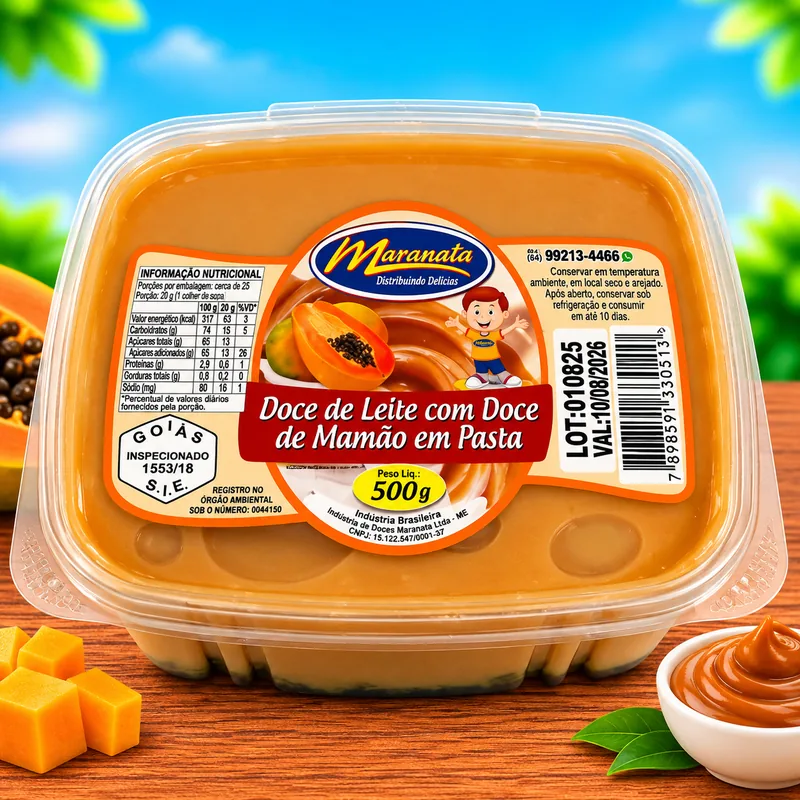 Maranata
Distribuindo Delícias
INFORMAÇÃO NUTRICIONAL
Porções por embalagem: cerca de 25
Porção: 20 g (1 colher de sopa)
100 g 20 g %VD*
Valor energético (kcal) 317 63 3
Carboidratos (g) 74 15 5
Açúcares totais (g) 65 13
Açúcares adicionados (g) 65 13 26
Proteínas (g) 2,9 0,6 1
Gorduras totais (g) 0,8 0,2 0
Sódio (mg) 80 16 1
*Percentual de valores diários
fornecidos pela porção.
GOIÁS
INSPECIONADO
1553/18
S.I.E.
REGISTRO NO
ÓRGÃO AMBIENTAL
SOB O NÚMERO: 0044150
Doce de Leite com Doce
de Mamão em Pasta
Peso Liq.:
500g
Indústria Brasileira
Indústria de Doces Maranata Ltda - ME
CNPJ: 15.122.547/0001-37
(64) 99213-4466
Conservar em temperatura
ambiente, em local seco e arejado.
Após aberto, conservar sob
refrigeração e consumir
em até 10 dias.
LOT:010825
VAL:10/08/2026
7 898591 330513